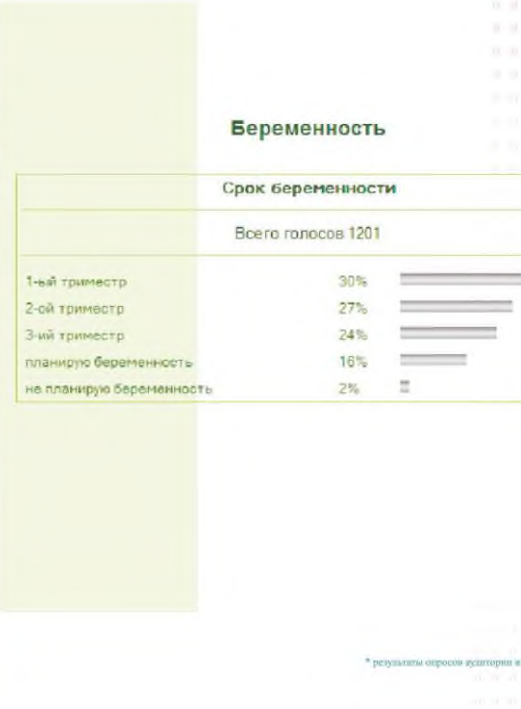 Беременность
Срок беременности
Всего голосов 1201
1-ый триместр 30%
2-ой триместр 27%
3-ий триместр 24%
планирую беременность 16%
не планирую беременность 2%
* результаты опросов аудитории